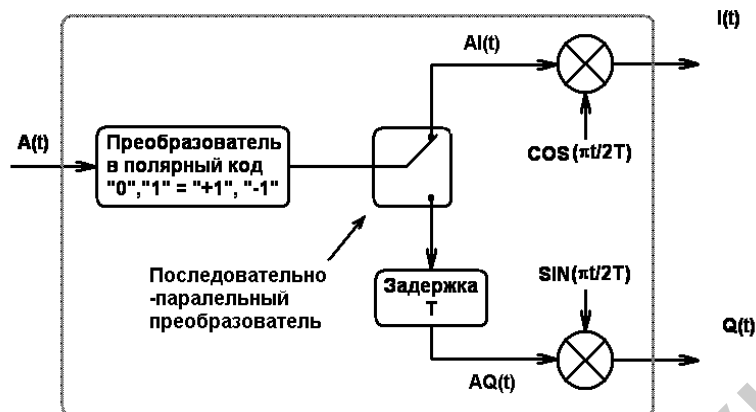 I(t)
AI(t)
A(t)
Преобразователь
в полярный код
"0","1" = "+1", "-1"
COS(πt/2T)
Последовательно
-паралельный
преобразователь
Задержка
T
SIN(πt/2T)
Q(t)
AQ(t)